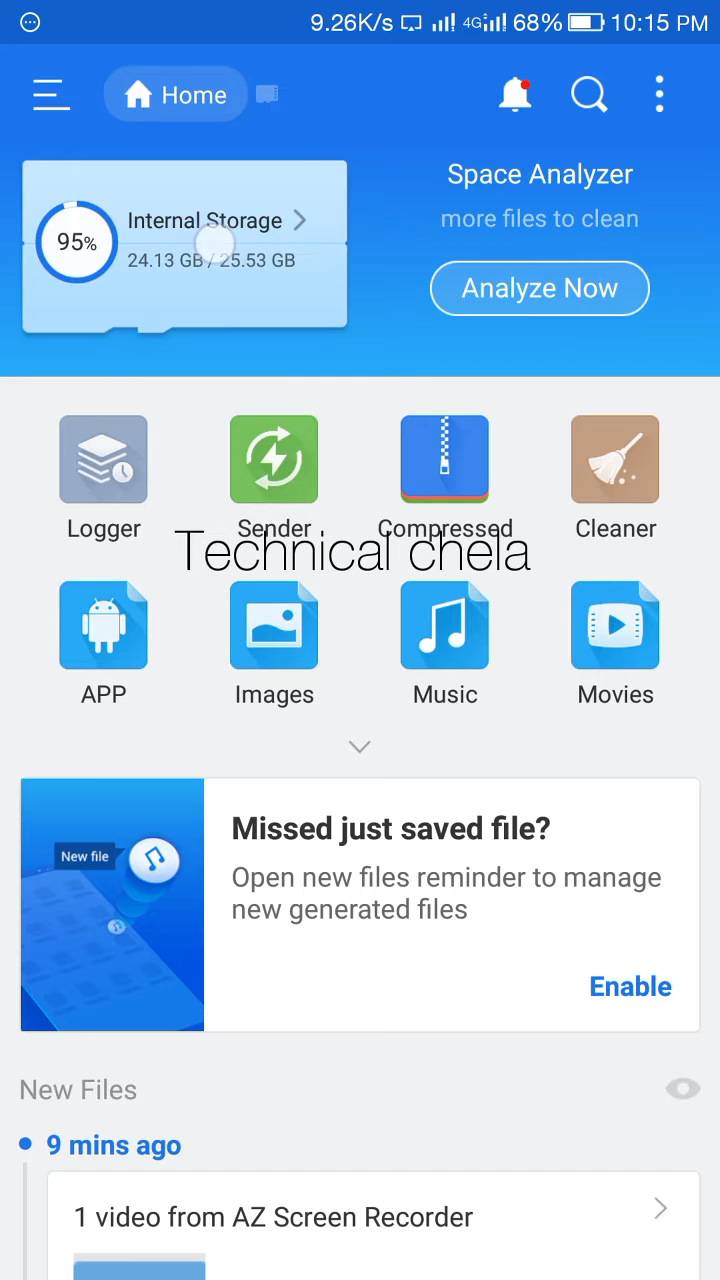 9.26K/s 4G 68% 10:15 PM
Home
Space Analyzer
more files to clean
Analyze Now
Internal Storage
95%
24.13 GB / 25.53 GB
Logger Sender Compressed Cleaner
Technical chela
APP Images Music Movies
Missed just saved file?
New file
Open new files reminder to manage
new generated files
Enable
New Files
9 mins ago
1 video from AZ Screen Recorder